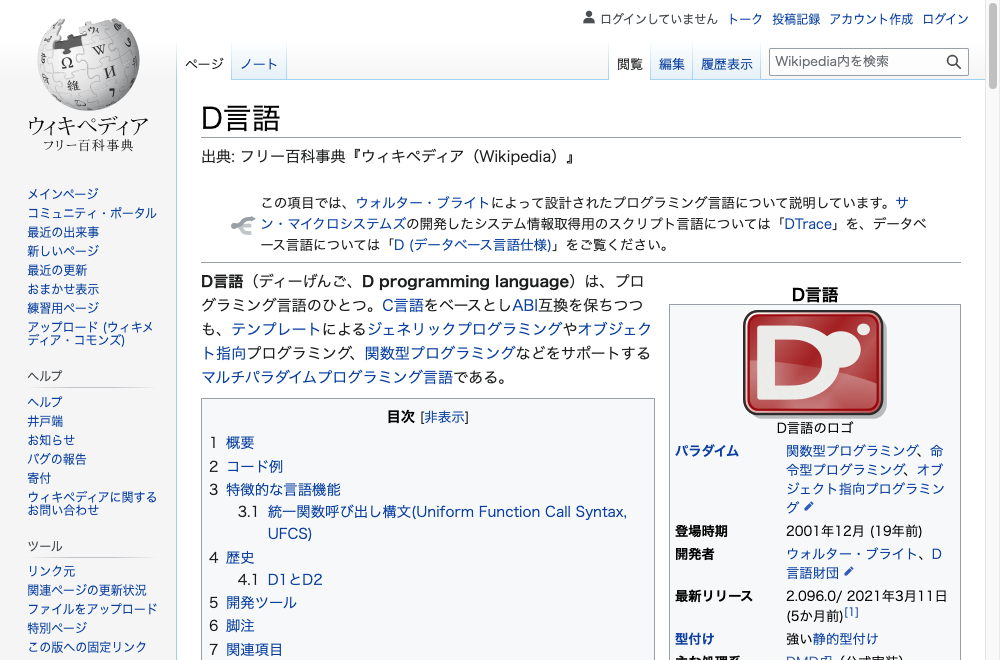 ログインしていません トーク 投稿記録 アカウント作成 ログイン
ページ ノート 閲覧 編集 履歴表示 Wikipedia内を検索
ウィキペディア
フリー百科事典
メインページ
コミュニティ・ポータル
最近の出来事
新しいページ
最近の更新
おまかせ表示
練習用ページ
アップロード (ウィキメ
ディア・コモンズ)
ヘルプ
ヘルプ
井戸端
お知らせ
バグの報告
寄付
ウィキペディアに関する
お問い合わせ
ツール
リンク元
関連ページの更新状況
ファイルをアップロード
特別ページ
この版への固定リンク
D言語
出典: フリー百科事典『ウィキペディア（Wikipedia）』
この項目では、ウォルター・ブライトによって設計されたプログラミング言語について説明しています。サ
ン・マイクロシステムズの開発したシステム情報取得用のスクリプト言語については「DTrace」を、データベ
ース言語については「D (データベース言語仕様)」をご覧ください。
D言語（ディーげんご、D programming language）は、プロ
グラミング言語のひとつ。C言語をベースとしABI互換を保ちつつ
も、テンプレートによるジェネリックプログラミングやオブジェク
ト指向プログラミング、関数型プログラミングなどをサポートする
マルチパラダイムプログラミング言語である。
目次 [非表示]
1 概要
2 コード例
3 特徴的な言語機能
3.1 統一関数呼び出し構文(Uniform Function Call Syntax,
UFCS)
4 歴史
4.1 D1とD2
5 開発ツール
6 脚注
7 関連項目
D言語
D
D言語のロゴ
パラダイム 関数型プログラミング、命
令型プログラミング、オブ
ジェクト指向プログラミン
グ
登場時期 2001年12月 (19年前)
開発者 ウォルター・ブライト、D
言語財団
最新リリース 2.096.0/ 2021年3月11日
(5か月前)[1]
型付け 強い静的型付け
主な処理系 DMD (公式実装)